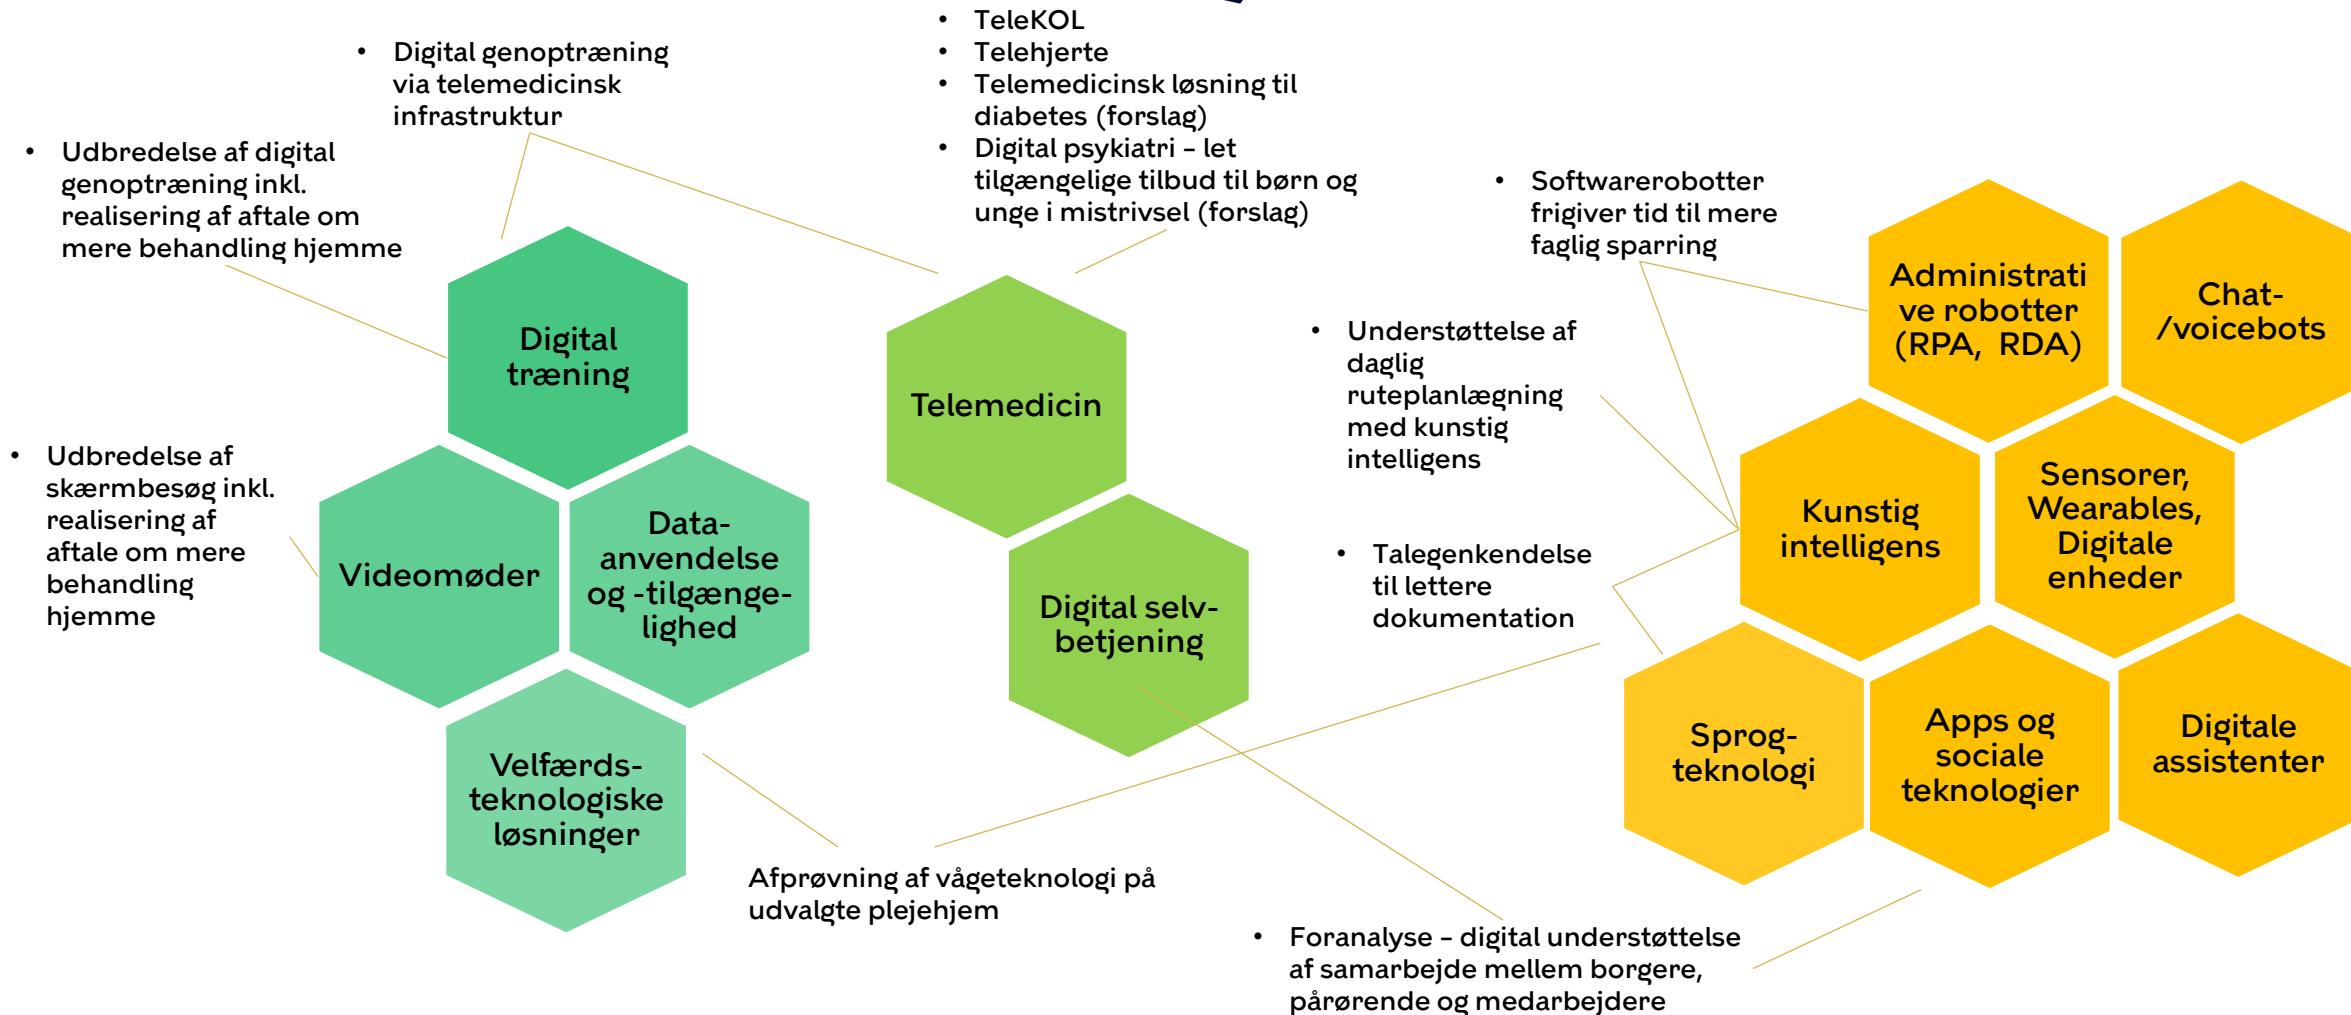 • Digital genoptræning
via telemedicinsk
infrastruktur
• Udbredelse af digital
genoptræning inkl.
realisering af aftale om
mere behandling hjemme
• Udbredelse af
skærmbesøg inkl.
realisering af
aftale om mere
behandling
hjemme
Digital
træning
Videomøder
Data-
anvendelse
og -tilgænge-
lighed
Velfærds-
teknologiske
løsninger
Afprøvning af vågeteknologi på
udvalgte plejehjem
• TeleKOL
• Telehjerte
• Telemedicinsk løsning til
diabetes (forslag)
• Digital psykiatri – let
tilgængelige tilbud til børn og
unge i mistrivsel (forslag)
Telemedicin
Digital selv-
betjening
• Softwarerobotter
frigiver tid til mere
faglig sparring
• Understøttelse af
daglig
ruteplanlægning
med kunstig
intelligens
• Talegenkendelse
til lettere
dokumentation
Administrati
ve robotter
(RPA, RDA)
Chat-
/voicebots
Kunstig
intelligens
Sensorer,
Wearables,
Digitale
enheder
Sprog-
teknologi
Apps og
sociale
teknologier
Digitale
assistenter
• Foranalyse – digital understøttelse
af samarbejde mellem borgere,
pårørende og medarbejdere